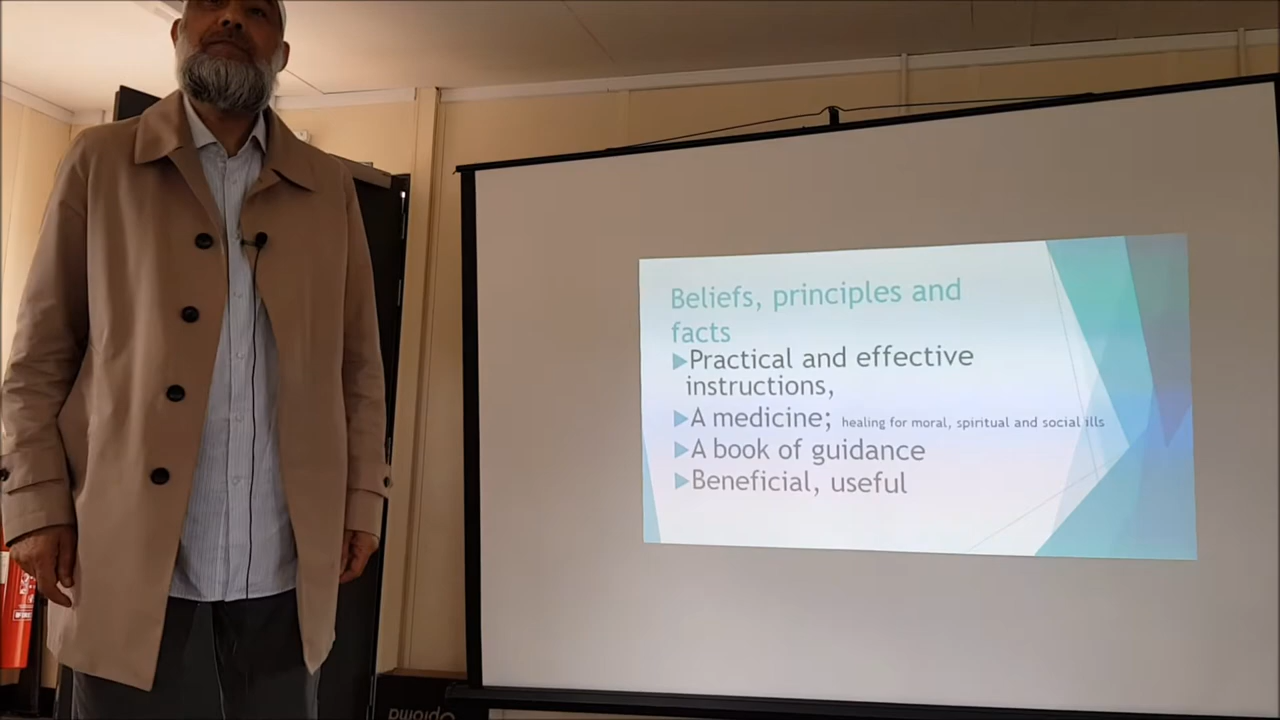 Beliefs, principles and
facts
Practical and effective
instructions,
A medicine; healing for moral, spiritual and social ills
A book of guidance
Beneficial, useful
Optoma